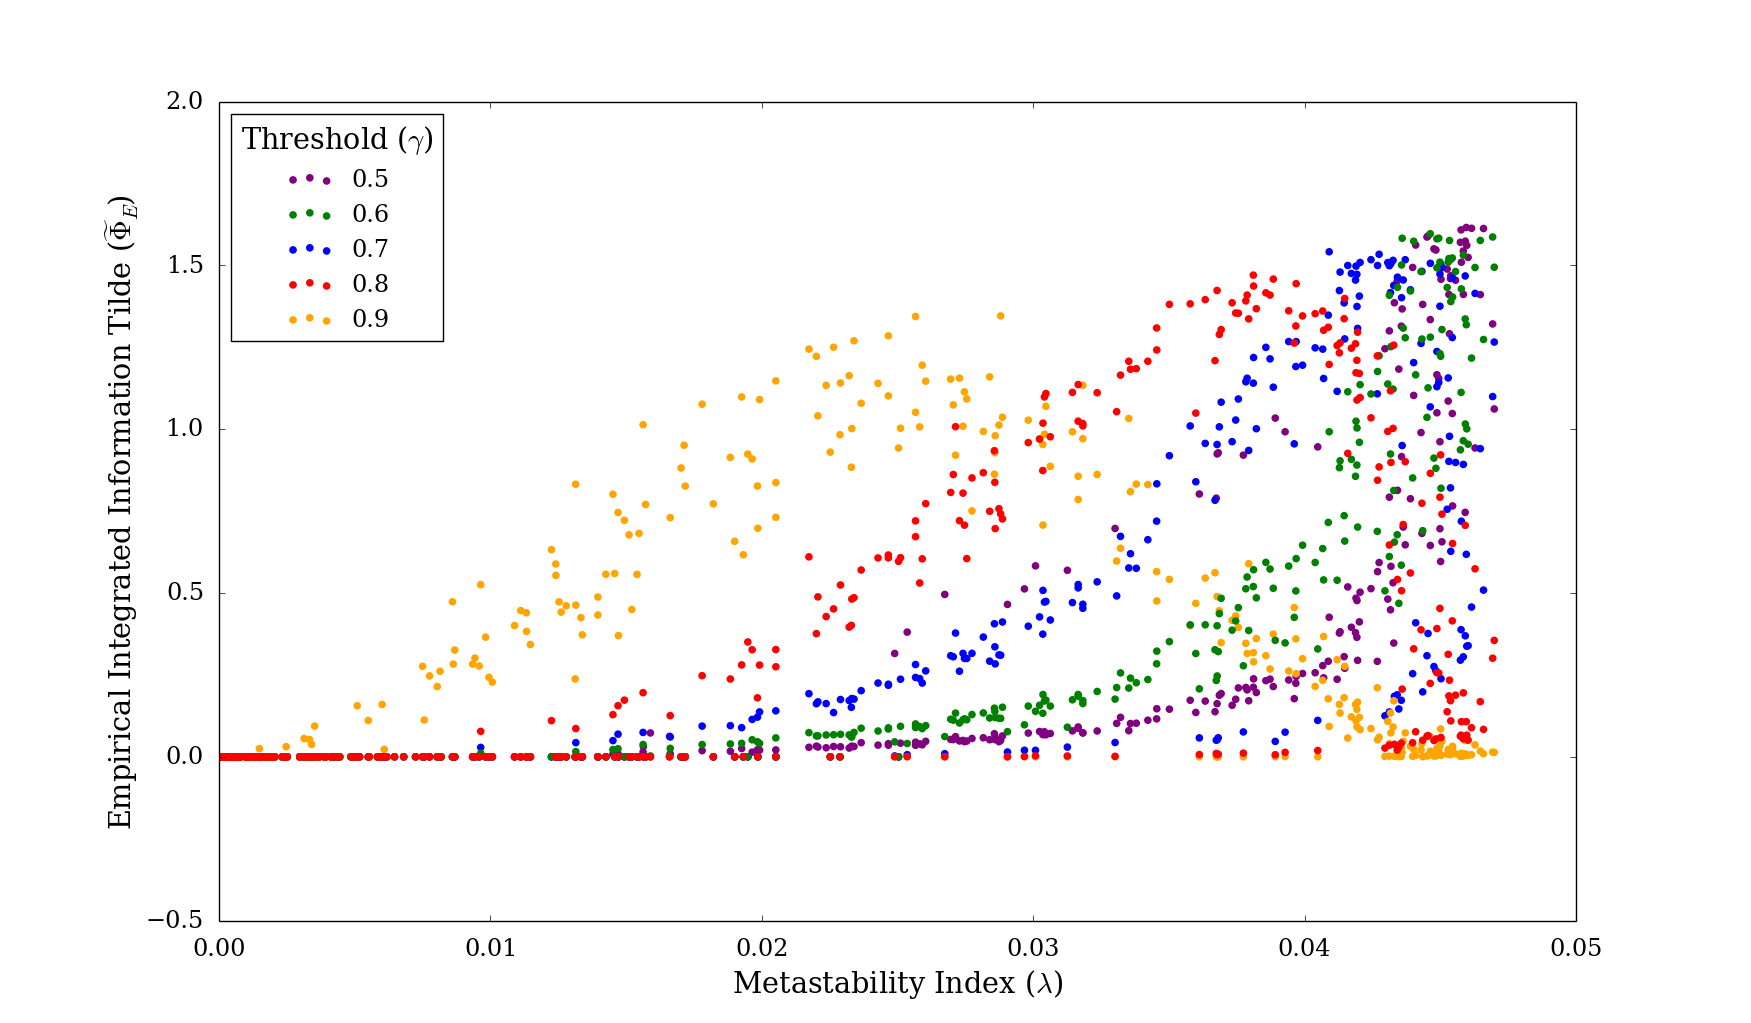 2.0
1.5
1.0
0.5
0.0
−0.5
Empirical Integrated Information Tilde (Φ̃_E)
Threshold (γ)
0.5
0.6
0.7
0.8
0.9
0.00 0.01 0.02 0.03 0.04 0.05
Metastability Index (λ)